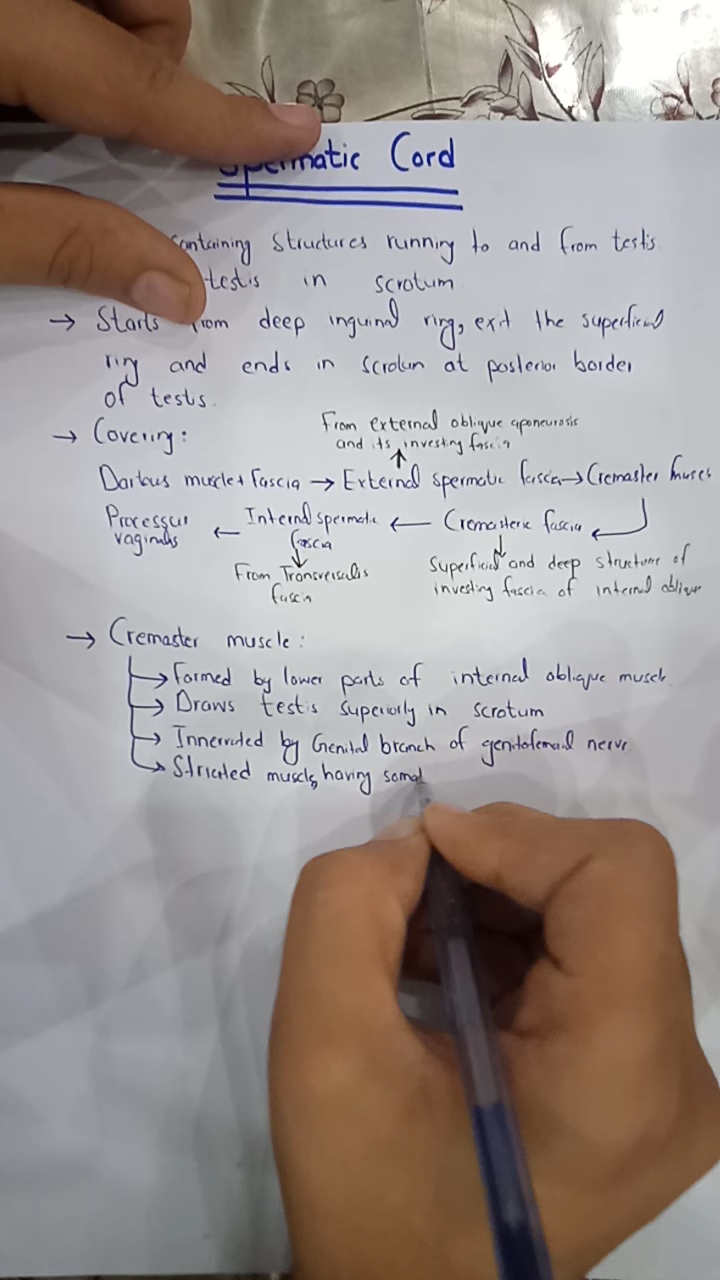 Spermatic Cord
Containing structures running to and from testis
testis in scrotum
→ Starts from deep inguinal ring, exit the superficial
ring and ends in scrotum at posterior border
of testis.
→ Covering:
From external oblique aponeurosis
and its investing fascia
Dartous muscle + Fascia → External spermatic fascia → Cremaster muscles
Processur vaginalis ← Internal spermatic fascia ← Cremasteric fascia
From Transversalis fascia
Superficial and deep structure of
investing fascia of internal oblique
→ Cremaster muscle:
→ Formed by lower parts of internal oblique muscle.
→ Draws testis superiorly in scrotum
→ Innervated by Genital branch of genitofemoral nerve
→ Striated muscle, having somat